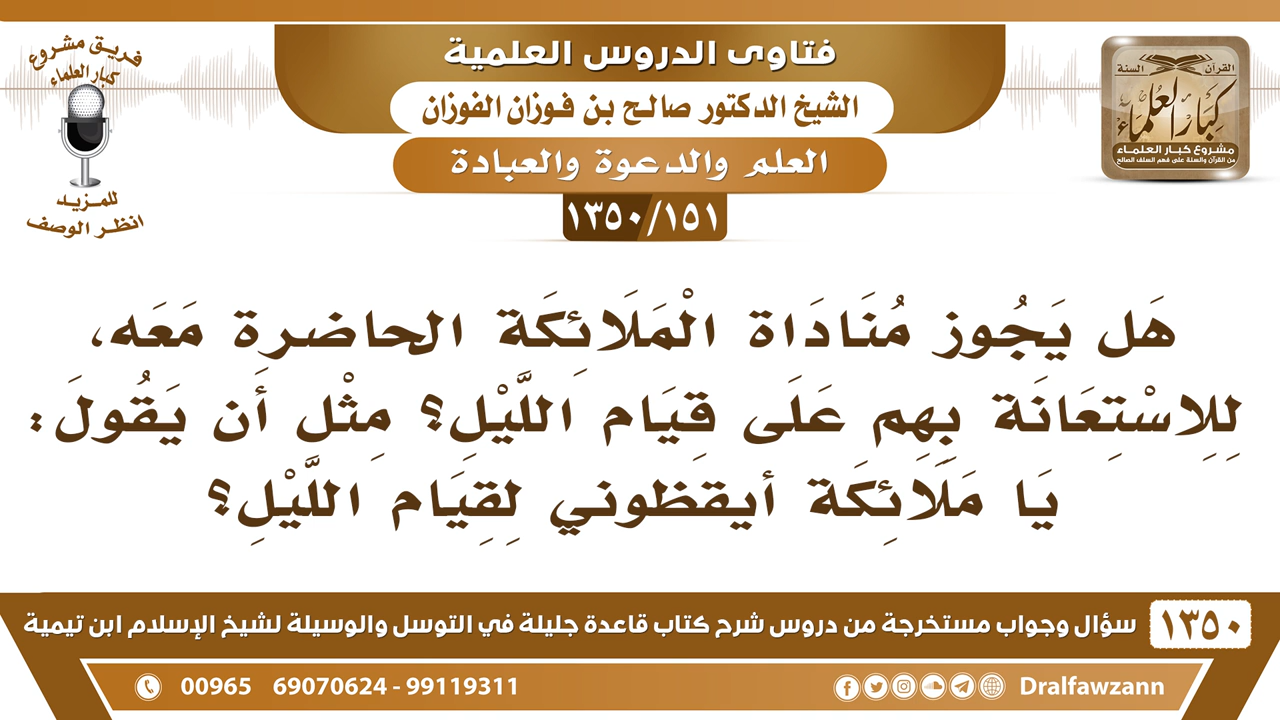 فتاوى الدروس العلمية
الشيخ الدكتور صالح بن فوزان الفوزان
العلم والدعوة والعبادة
١٣٥٠/١٥١
القرآن السنة
كبار العلماء
مشروع كبار العلماء
من القرآن والسنة على فهم السلف الصالح
فريق مشروع
كبار العلماء
للمزيد
انظر الوصف
هَل يَجُوز مُنَادَاة الْمَلَائِكَة الحاضرة مَعَه،
لِلِاسْتِعَانَة بِهِم عَلَى قِيَام اللَّيْلِ؟ مِثْل أَن يَقُولَ:
يَا مَلَائِكَة أيقظوني لِقِيَام اللَّيْلِ؟
١٣٥٠ سؤال وجواب مستخرجة من دروس شرح كتاب قاعدة جليلة في التوسل والوسيلة لشيخ الإسلام ابن تيمية
00965 69070624 - 99119311
Dralfawzann